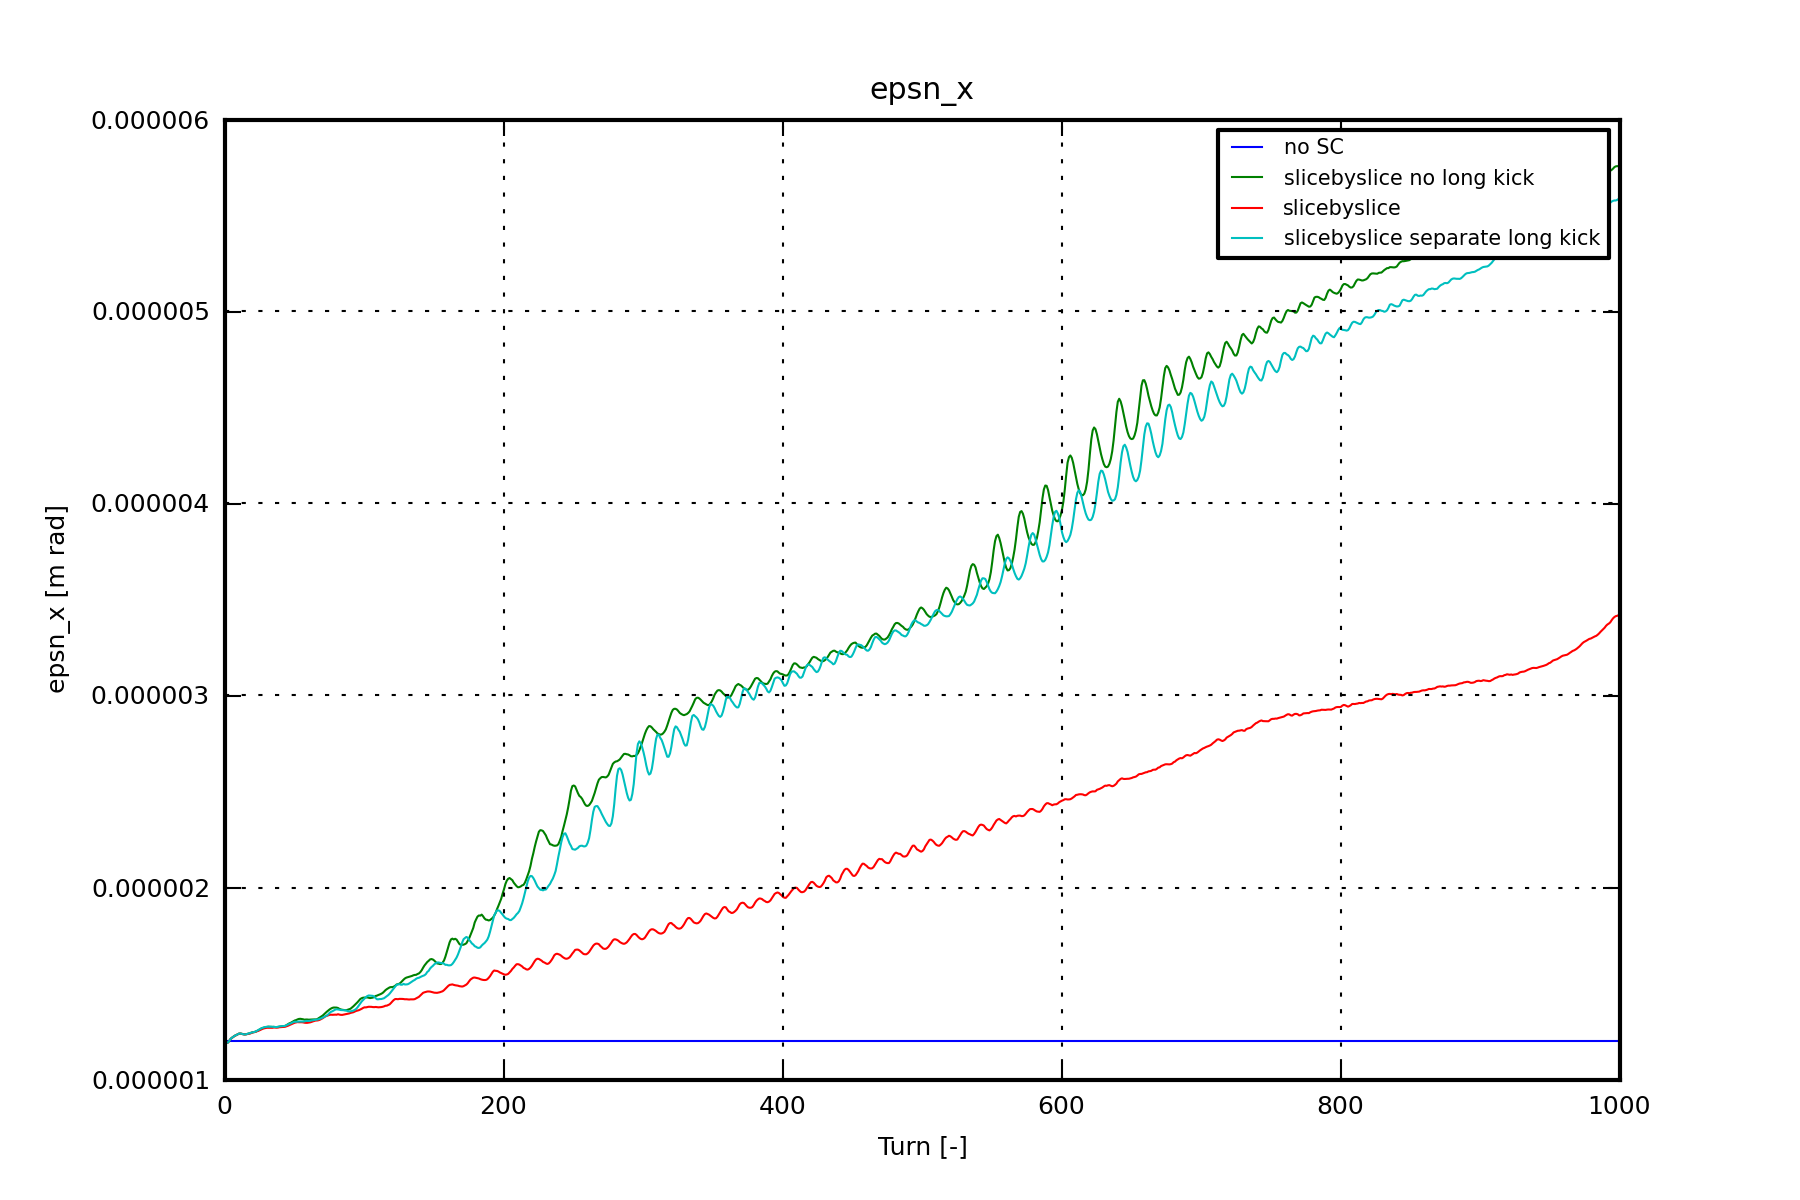 epsn_x
0.000006
0.000005
0.000004
0.000003
0.000002
0.000001
epsn_x [m rad]
no SC
slicebyslice no long kick
slicebyslice
slicebyslice separate long kick
0 200 400 600 800 1000
Turn [-]